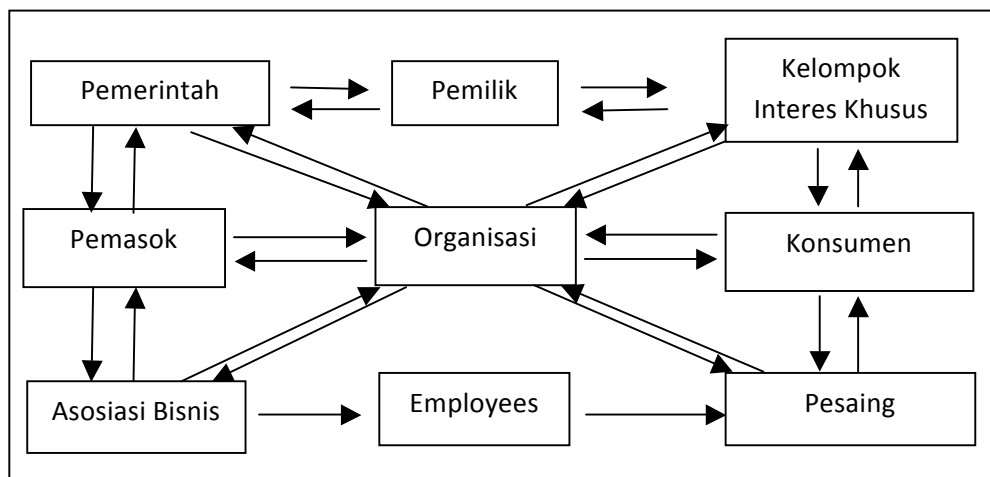 Pemerintah
Pemilik
Kelompok
Interes Khusus
Pemasok
Organisasi
Konsumen
Asosiasi Bisnis
Employees
Pesaing